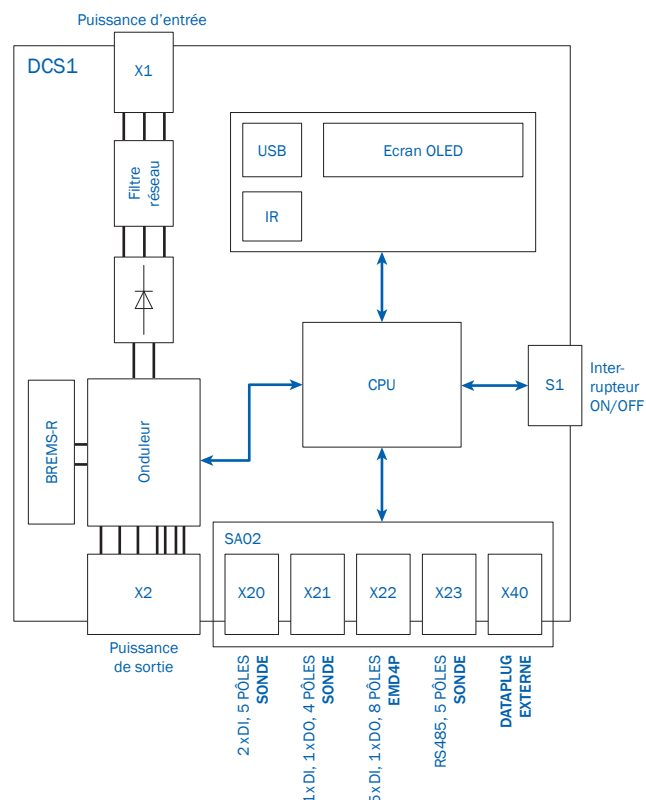 Puissance d'entrée
DCS1
X1
USB
Ecran OLED
Filtre
réseau
IR
CPU
S1
Inter-
rupteur
ON/OFF
BREMS-R
Onduleur
SA02
X2
X20
X21
X22
X23
X40
Puissance
de sortie
2 x DI, 5 PÔLES
SONDE
1x DI, 1 x DO, 4 PÔLES
SONDE
5 x DI, 1 x DO, 8 PÔLES
EMD4P
RS485, 5 PÔLES
SONDE
DATAPLUG
EXTERNE